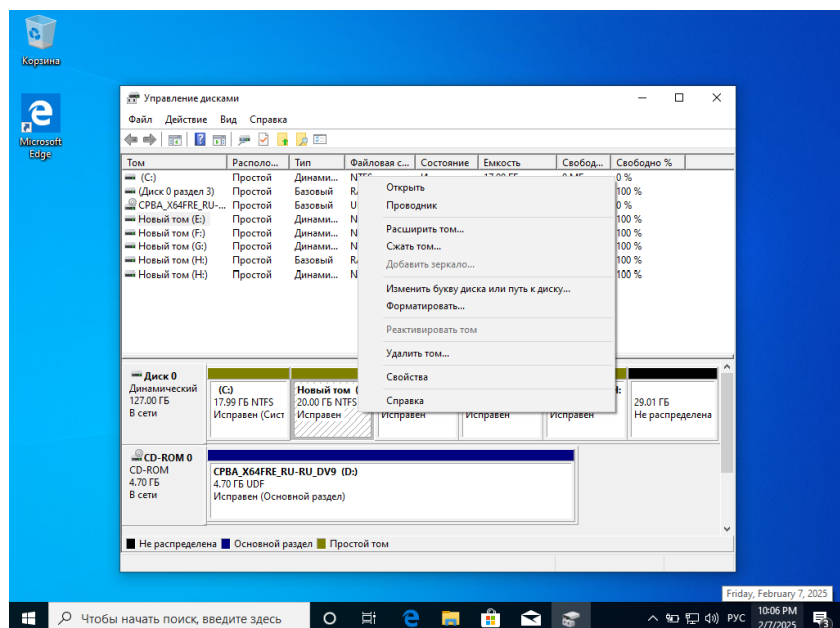 Корзина
Microsoft
Edge
Управление дисками
Файл Действие Вид Справка
Том Располо... Тип Файловая с... Состояние Емкость Свобод... Свободно %
(C:) Простой Динами... 0 %
(Диск 0 раздел 3) Простой Базовый 100 %
CPBA_X64FRE_RU-... Простой Базовый 0 %
Новый том (E:) Простой Динами... 100 %
Новый том (F:) Простой Динами... 100 %
Новый том (G:) Простой Динами... 100 %
Новый том (H:) Простой Базовый 100 %
Новый том (H:) Простой Динами... 100 %
Открыть
Проводник
Расширить том...
Сжать том...
Добавить зеркало...
Изменить букву диска или путь к диску...
Форматировать...
Реактивировать том
Удалить том...
Свойства
Справка
Диск 0
Динамический
127.00 ГБ
В сети
(C:)
17.99 ГБ NTFS
Исправен (Сист
Новый том (
20.00 ГБ NTFS
Исправен
Исправен
Исправен
Исправен
29.01 ГБ
Не распределена
CD-ROM 0
CD-ROM
4.70 ГБ
В сети
CPBA_X64FRE_RU-RU_DV9 (D:)
4.70 ГБ UDF
Исправен (Основной раздел)
Не распределена Основной раздел Простой том
Friday, February 7, 2025
Чтобы начать поиск, введите здесь
РУС
10:06 PM
2/7/2025
3